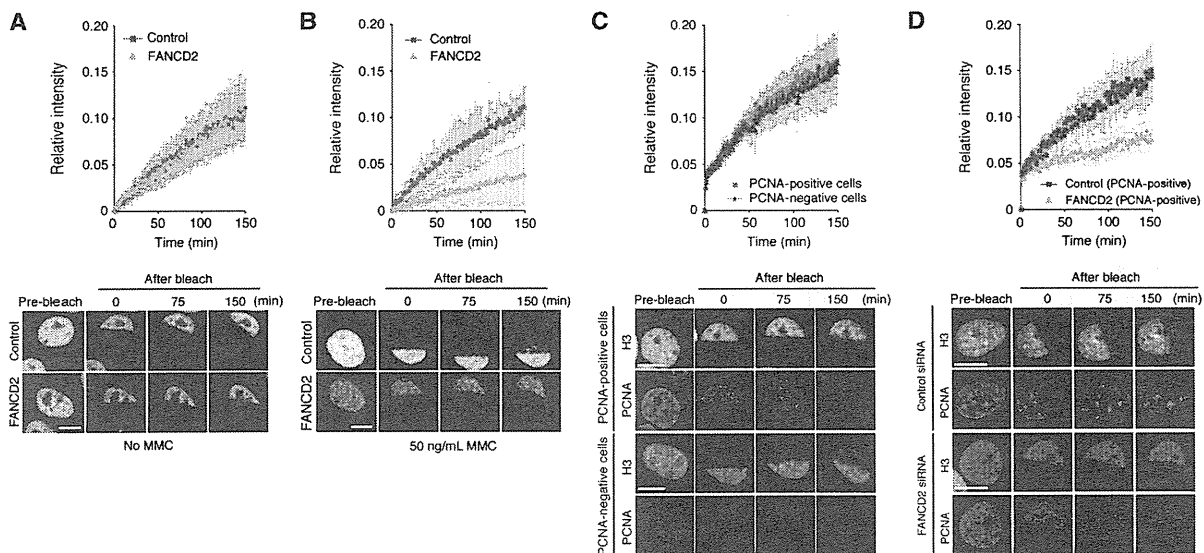 A
0.20
0.15
0.10
0.05
0
Relative intensity
Control
FANCD2
0 50 100 150
Time (min)
After bleach
Pre-bleach 0 75 150 (min)
Control
FANCD2
No MMC
B
0.20
0.15
0.10
0.05
0
Relative intensity
Control
FANCD2
0 50 100 150
Time (min)
After bleach
Pre-bleach 0 75 150 (min)
Control
FANCD2
50 ng/mL MMC
C
0.20
0.15
0.10
0.05
0
Relative intensity
PCNA-positive cells
PCNA-negative cells
0 50 100 150
Time (min)
After bleach
Pre-bleach 0 75 150 (min)
PCNA-positive cells
H3
PCNA
PCNA-negative cells
H3
PCNA
D
0.20
0.15
0.10
0.05
0
Relative intensity
Control (PCNA-positive)
FANCD2 (PCNA-positive)
0 50 100 150
Time (min)
After bleach
Pre-bleach 0 75 150 (min)
Control siRNA
H3
PCNA
FANCD2 siRNA
H3
PCNA